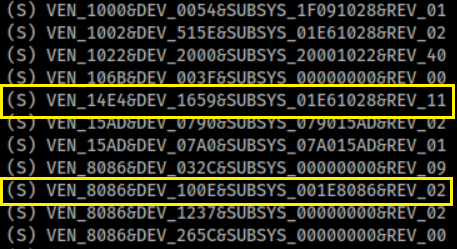 (S) VEN_1000&DEV_0054&SUBSYS_1F091028&REV_01
(S) VEN_1002&DEV_515E&SUBSYS_01E61028&REV_02
(S) VEN_1022&DEV_2000&SUBSYS_20001022&REV_40
(S) VEN_106B&DEV_003F&SUBSYS_00000000&REV_00
(S) VEN_14E4&DEV_1659&SUBSYS_01E61028&REV_11
(S) VEN_15AD&DEV_0790&SUBSYS_079015AD&REV_02
(S) VEN_15AD&DEV_07A0&SUBSYS_07A015AD&REV_01
(S) VEN_8086&DEV_032C&SUBSYS_00000000&REV_09
(S) VEN_8086&DEV_100E&SUBSYS_001E8086&REV_02
(S) VEN_8086&DEV_1237&SUBSYS_00000000&REV_02
(S) VEN_8086&DEV_265C&SUBSYS_00000000&REV_00